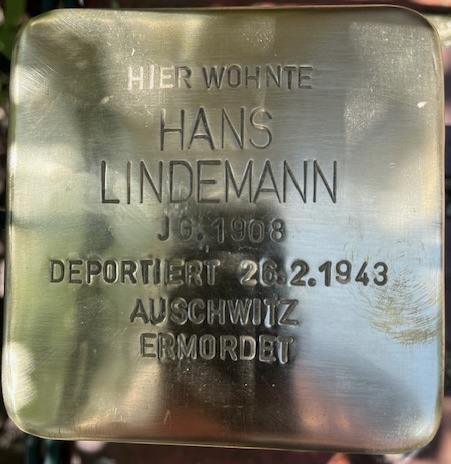 HIER WOHNTE
HANS
LINDEMANN
JG. 1908
DEPORTIERT 26.2.1943
AUSCHWITZ
ERMORDET